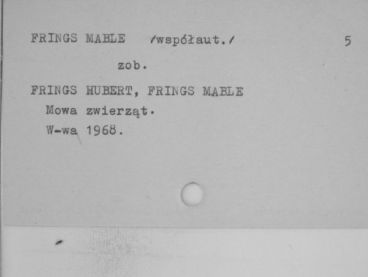 FRINGS MABLE /współaut./ 5
zob.
FRINGS HUBERT, FRINGS MABLE
Mowa zwierząt.
W-wa 1968.